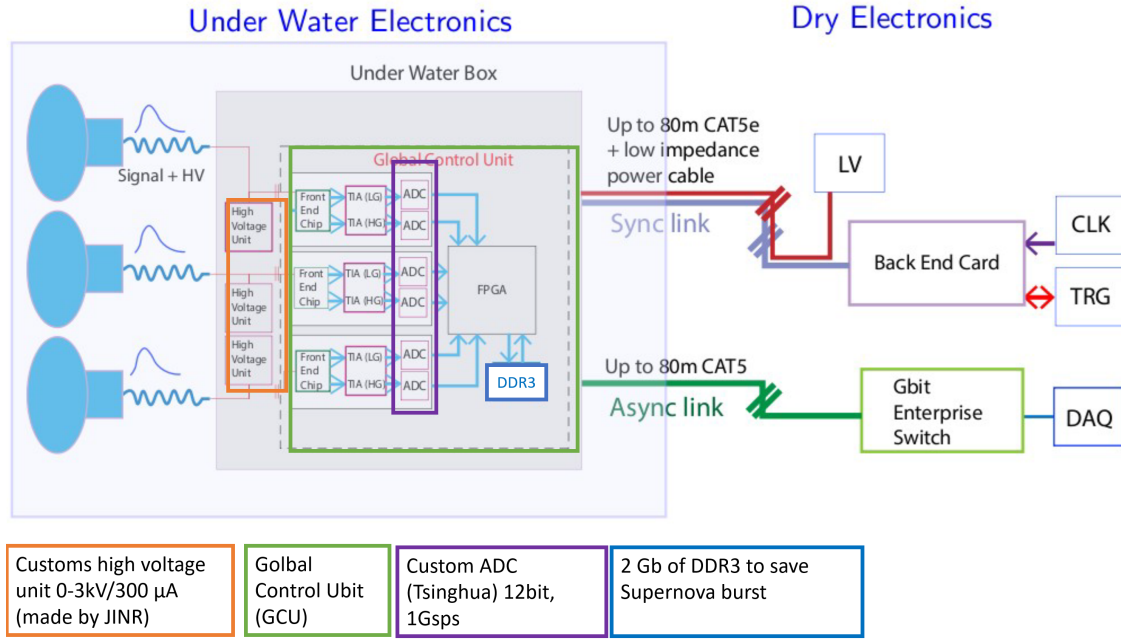 Under Water Electronics
Dry Electronics
Under Water Box
Signal + HV
Global Control Unit
High
Voltage
Unit
High
Voltage
Unit
High
Voltage
Unit
Front
End
Chip
TIA (LG)
TIA (HG)
ADC
ADC
Front
End
Chip
TIA (LG)
TIA (HG)
ADC
ADC
Front
End
Chip
TIA (LG)
TIA (HG)
ADC
ADC
FPGA
DDR3
Up to 80m CAT5e
+ low impedance
power cable
Sync link
LV
Back End Card
CLK
TRG
Up to 80m CAT5
Async link
Gbit
Enterprise
Switch
DAQ
Customs high voltage
unit 0-3kV/300 µA
(made by JINR)
Golbal
Control Ubit
(GCU)
Custom ADC
(Tsinghua) 12bit,
1Gsps
2 Gb of DDR3 to save
Supernova burst